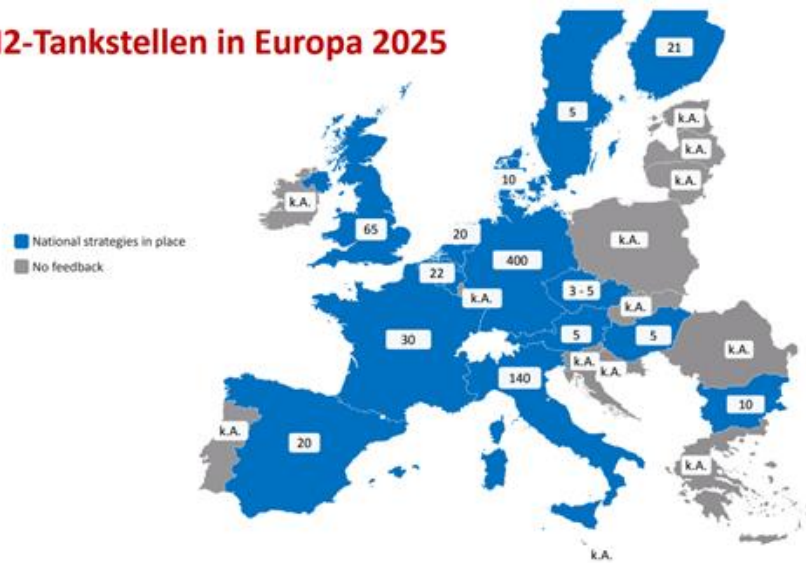 2-Tankstellen in Europa 2025
21
k.A.
5
k.A.
k.A.
10
k.A.
65
20
k.A.
National strategies in place
400
No feedback
22
3 - 5
k.A.
k.A.
30
5
5
k.A.
k.A.
k.A.
140
10
k.A.
20
k.A.
k.A.